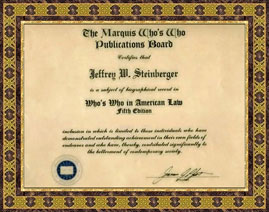 The Marquis Who's Who
Publications Board
Certifies that
Jeffrey W. Steinberger
is a subject of biographical record in
Who's Who in American Law
Fifth Edition
inclusion in which is limited to those individuals who have
demonstrated outstanding achievement in their own fields of
endeavor and who have, thereby, contributed significantly to
the betterment of contemporary society.